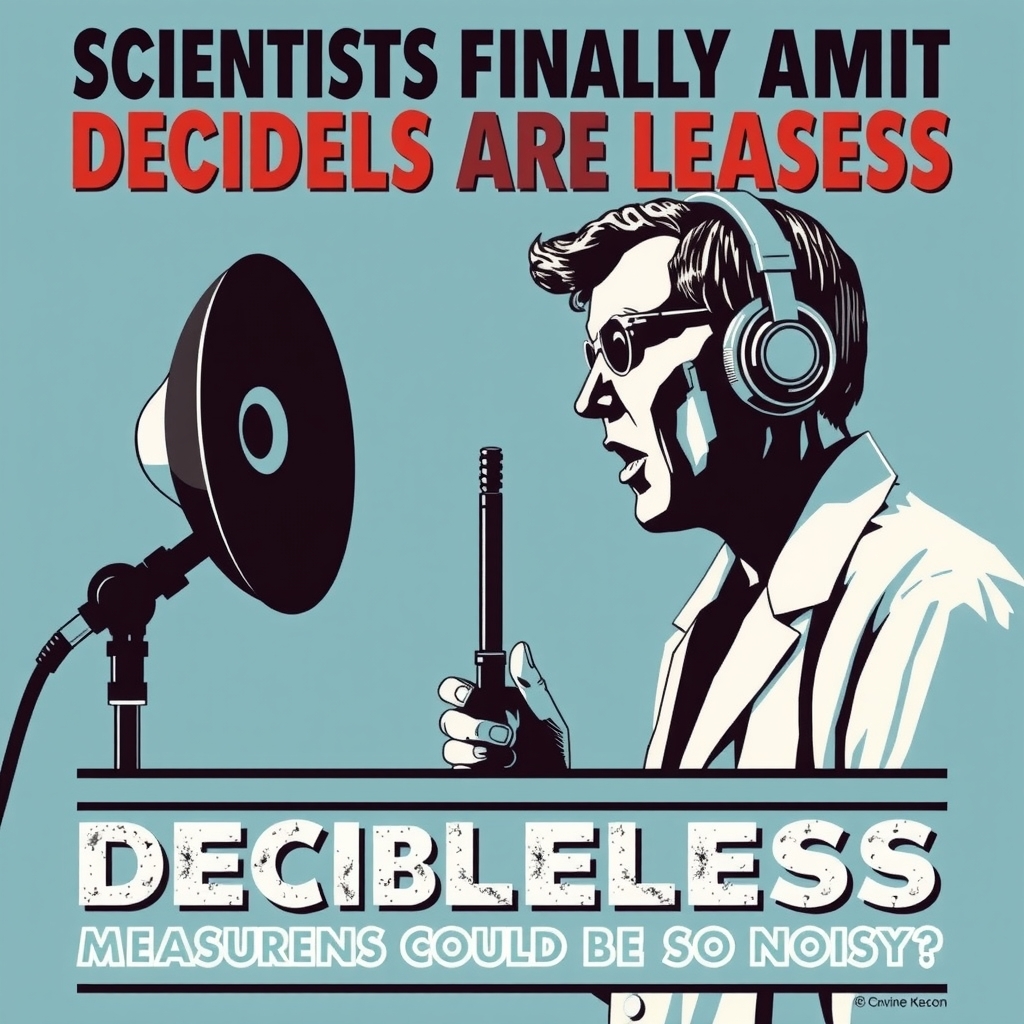 SCIENTISTS FINALLY AMIT
DECIDELS ARE LEASESS
DECIBLELESS
MEASURENS COULD BE SO NOISY?
© Cnvine Kecon